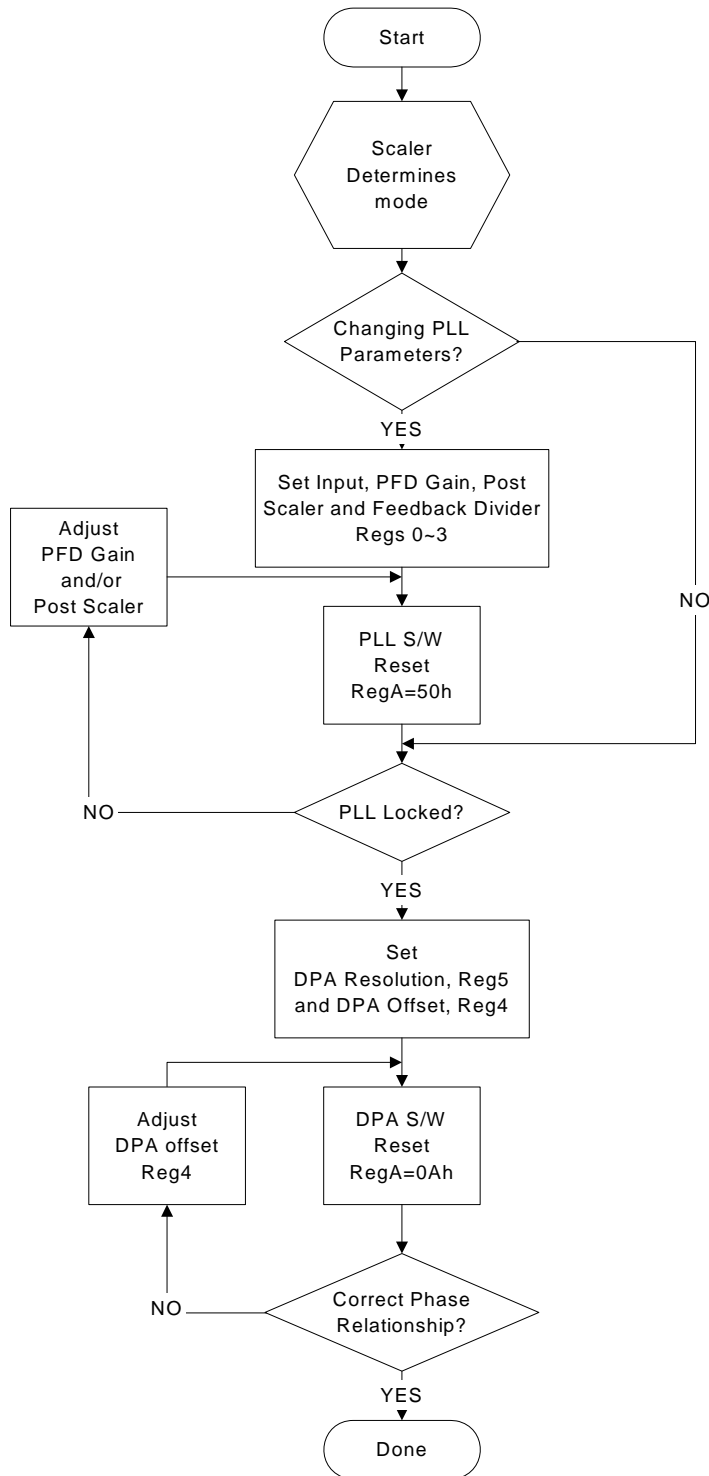 Start
Scaler
Determines
mode
Changing PLL
Parameters?
YES
NO
Set Input, PFD Gain, Post
Scaler and Feedback Divider
Regs 0~3
Adjust
PFD Gain
and/or
Post Scaler
PLL S/W
Reset
RegA=50h
PLL Locked?
NO
YES
Set
DPA Resolution, Reg5
and DPA Offset, Reg4
Adjust
DPA offset
Reg4
DPA S/W
Reset
RegA=0Ah
Correct Phase
Relationship?
NO
YES
Done